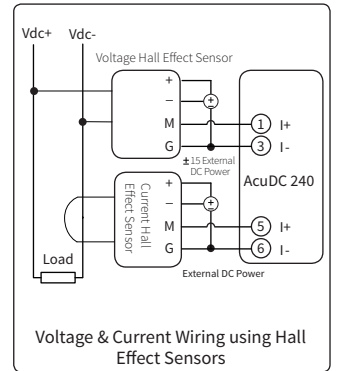 Vdc+ Vdc-
Voltage Hall Effect Sensor
+
−
M
G
±
1 I+
3 I-
±15 External
DC Power
AcuDC 240
Current Hall
Effect Sensor
+
−
M
G
±
5 I+
6 I-
Load
External DC Power
Voltage & Current Wiring using Hall
Effect Sensors